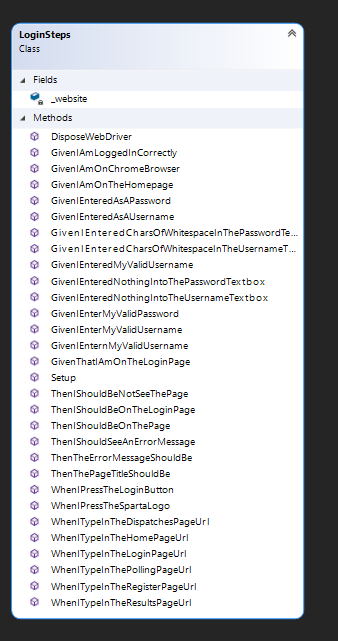 LoginSteps
Class
Fields
_website
Methods
DisposeWebDriver
GivenIAmLoggedInCorrectly
GivenIAmOnChromeBrowser
GivenIAmOnTheHomepage
GivenIEnteredAsAPassword
GivenIEnteredAsAUsername
GivenIEnteredCharsOfWhitespaceInThePasswordTe...
GivenIEnteredCharsOfWhitespaceInTheUsernameT...
GivenIEnteredMyValidUsername
GivenIEnteredNothingIntoThePasswordTextbox
GivenIEnteredNothingIntoTheUsernameTextbox
GivenIEnterMyValidPassword
GivenIEnterMyValidUsername
GivenIEnternMyValidUsername
GivenThatIAmOnTheLoginPage
Setup
ThenIShouldBeNotSeeThePage
ThenIShouldBeOnTheLoginPage
ThenIShouldBeOnThePage
ThenIShouldSeeAnErrorMessage
ThenTheErrorMessageShouldBe
ThenThePageTitleShouldBe
WhenIPressTheLoginButton
WhenIPressTheSpartaLogo
WhenITypeInTheDispatchesPageUrl
WhenITypeInTheHomePageUrl
WhenITypeInTheLoginPageUrl
WhenITypeInThePollingPageUrl
WhenITypeInTheRegisterPageUrl
WhenITypeInTheResultsPageUrl